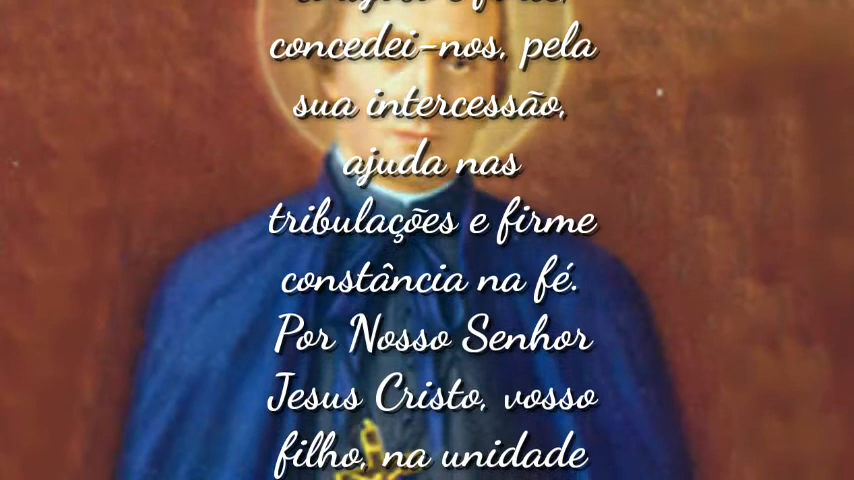 concedei-nos, pela
sua intercessão,
ajuda nas
tribulações e firme
constância na fé.
Por Nosso Senhor
Jesus Cristo, vosso
filho, na unidade